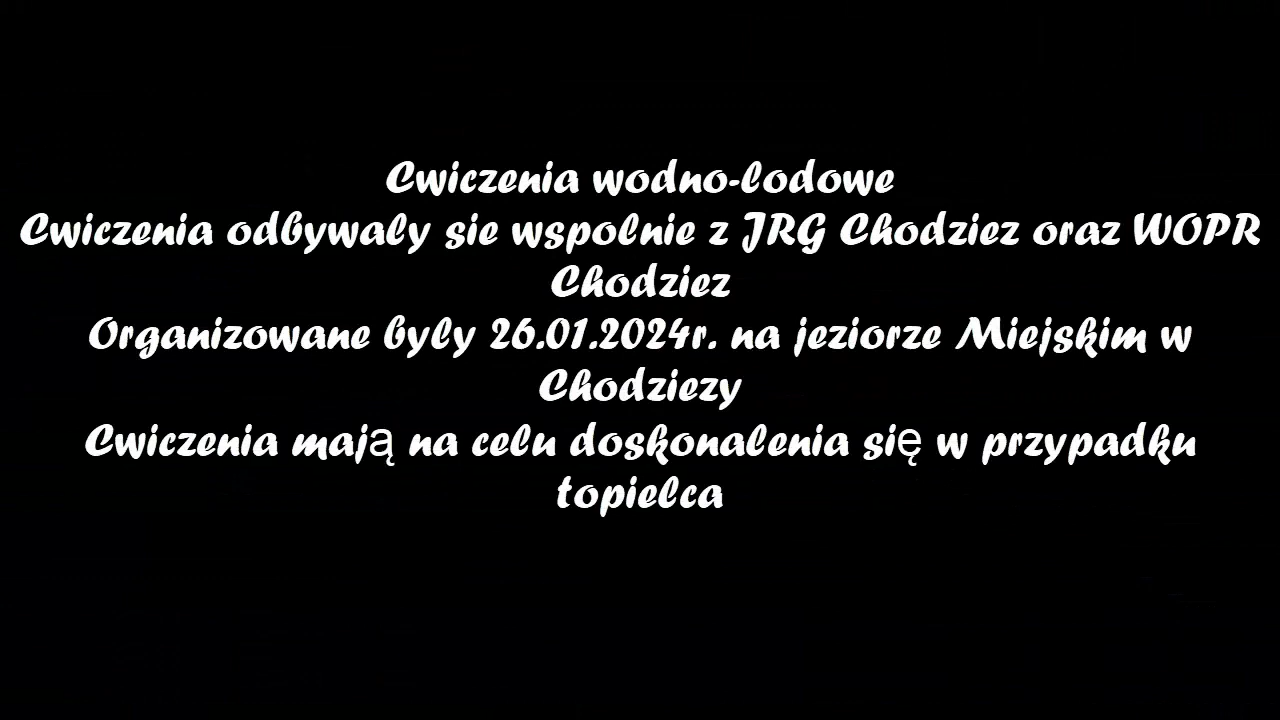 Cwiczenia wodno-lodowe
Cwiczenia odbywaly sie wspolnie z JRG Chodziez oraz WOPR
Chodziez
Organizowane byly 26.01.2024r. na jeziorze Miejskim w
Chodziezy
Cwiczenia mają na celu doskonalenia się w przypadku
topielca